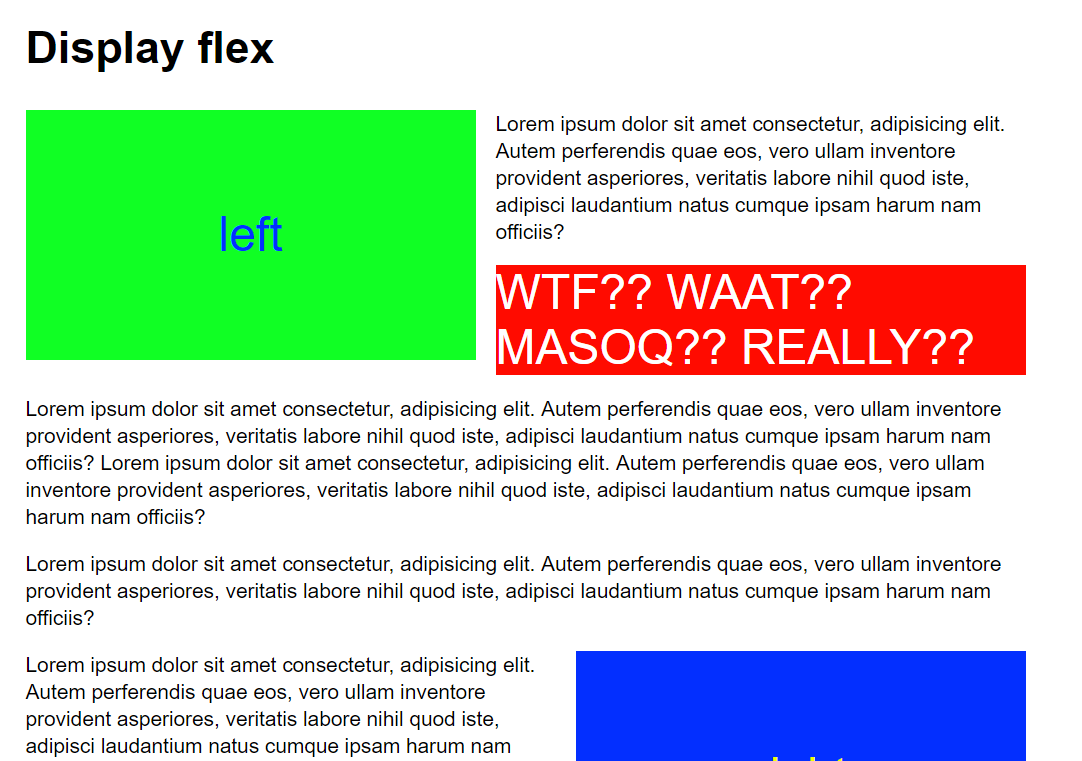 Display flex
left
Lorem ipsum dolor sit amet consectetur, adipisicing elit.
Autem perferendis quae eos, vero ullam inventore
provident asperiores, veritatis labore nihil quod iste,
adipisci laudantium natus cumque ipsam harum nam
officiis?
WTF?? WAAT??
MASOQ?? REALLY??
Lorem ipsum dolor sit amet consectetur, adipisicing elit. Autem perferendis quae eos, vero ullam inventore
provident asperiores, veritatis labore nihil quod iste, adipisci laudantium natus cumque ipsam harum nam
officiis? Lorem ipsum dolor sit amet consectetur, adipisicing elit. Autem perferendis quae eos, vero ullam
inventore provident asperiores, veritatis labore nihil quod iste, adipisci laudantium natus cumque ipsam
harum nam officiis?
Lorem ipsum dolor sit amet consectetur, adipisicing elit. Autem perferendis quae eos, vero ullam inventore
provident asperiores, veritatis labore nihil quod iste, adipisci laudantium natus cumque ipsam harum nam
officiis?
Lorem ipsum dolor sit amet consectetur, adipisicing elit.
Autem perferendis quae eos, vero ullam inventore
provident asperiores, veritatis labore nihil quod iste,
adipisci laudantium natus cumque ipsam harum nam